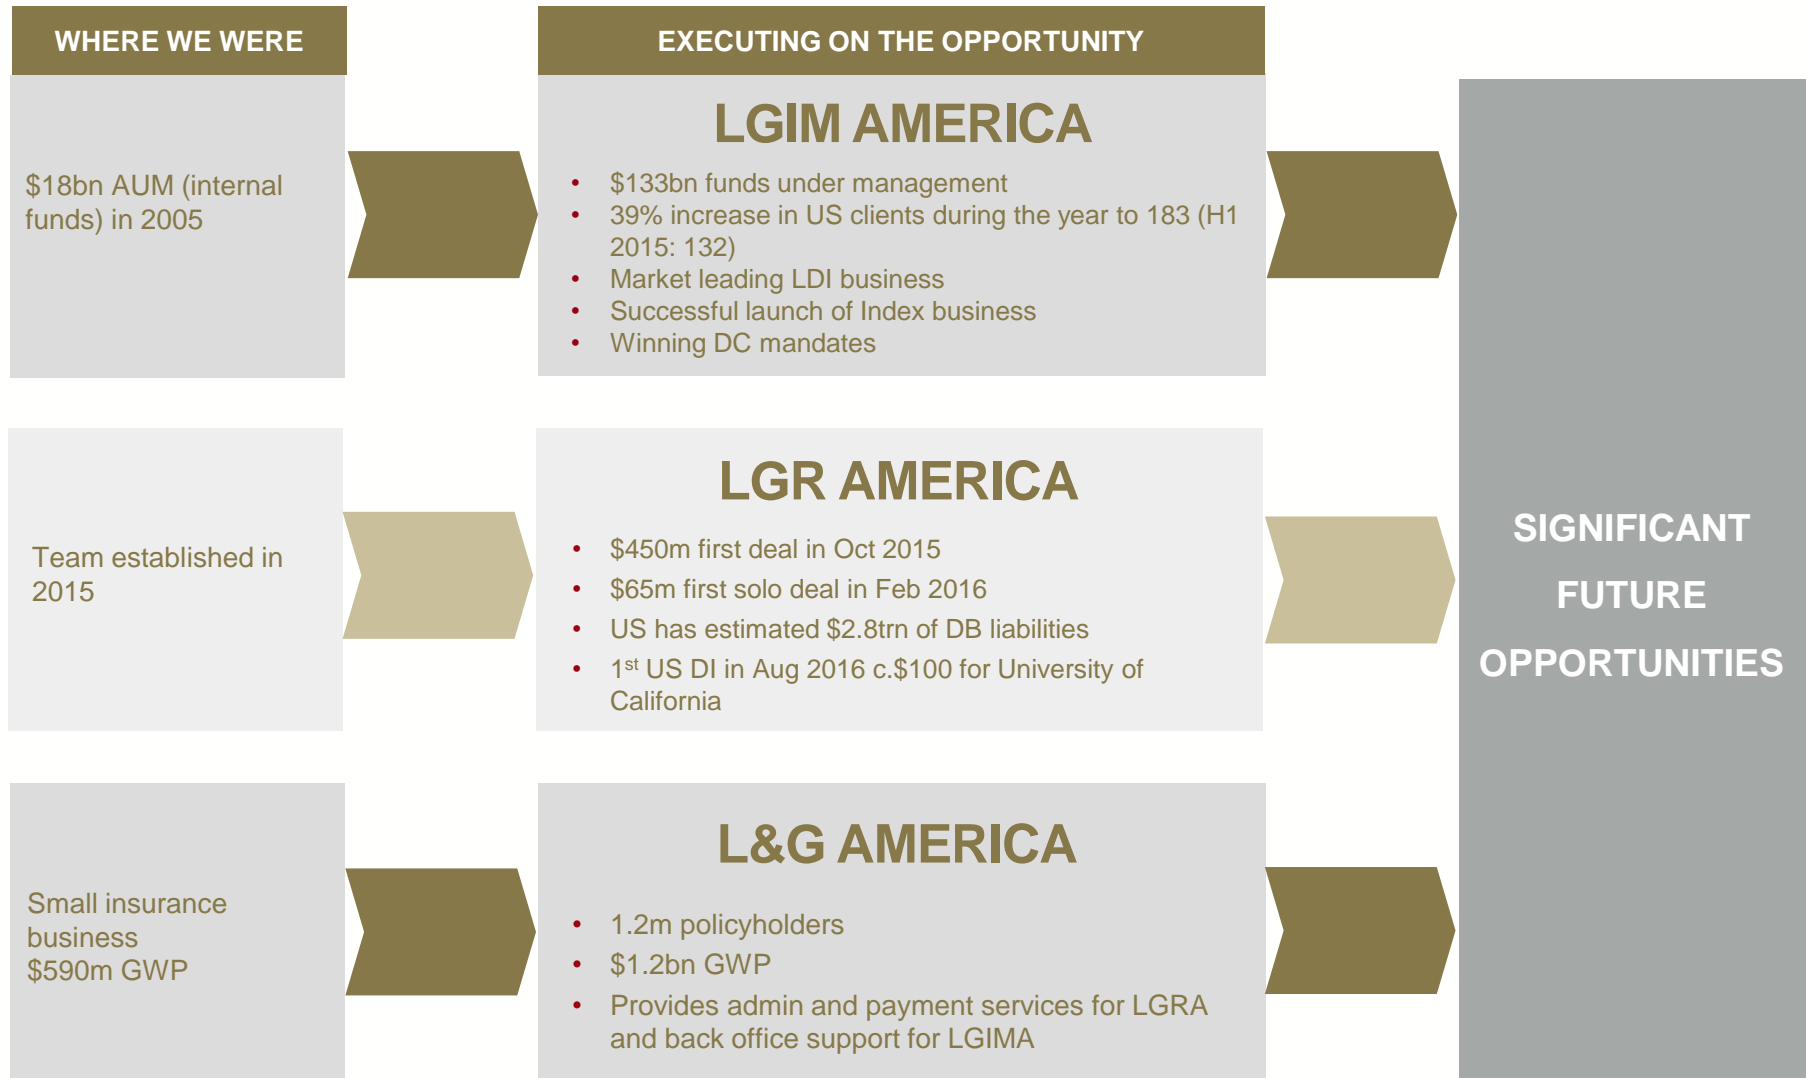 WHERE WE WERE
EXECUTING ON THE OPPORTUNITY
$18bn AUM (internal
funds) in 2005
LGIM AMERICA
• $133bn funds under management
• 39% increase in US clients during the year to 183 (H1
2015: 132)
• Market leading LDI business
• Successful launch of Index business
• Winning DC mandates
Team established in
2015
LGR AMERICA
• $450m first deal in Oct 2015
• $65m first solo deal in Feb 2016
• US has estimated $2.8trn of DB liabilities
• 1st US DI in Aug 2016 c.$100 for University of
California
Small insurance
business
$590m GWP
L&G AMERICA
• 1.2m policyholders
• $1.2bn GWP
• Provides admin and payment services for LGRA
and back office support for LGIMA
SIGNIFICANT
FUTURE
OPPORTUNITIES